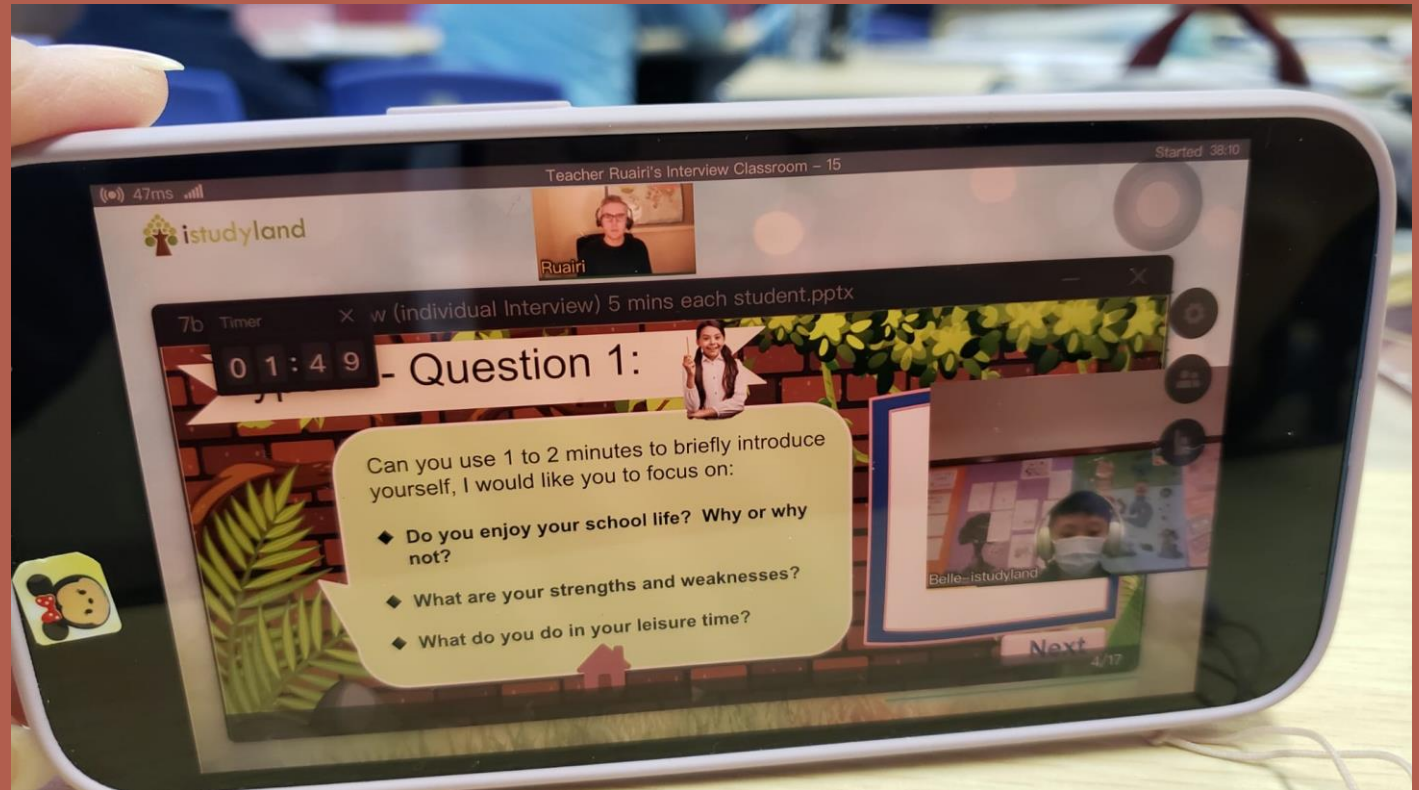 47ms
Teacher Ruairi's Interview Classroom – 15
Started 38:10
istudyland
Ruairi
7b
Timer
w (individual Interview) 5 mins each student.pptx
01:49
- Question 1:
Can you use 1 to 2 minutes to briefly introduce
yourself, I would like you to focus on:
◆ Do you enjoy your school life? Why or why
not?
◆ What are your strengths and weaknesses?
◆ What do you do in your leisure time?
Belle-istudyland
Next
4/17